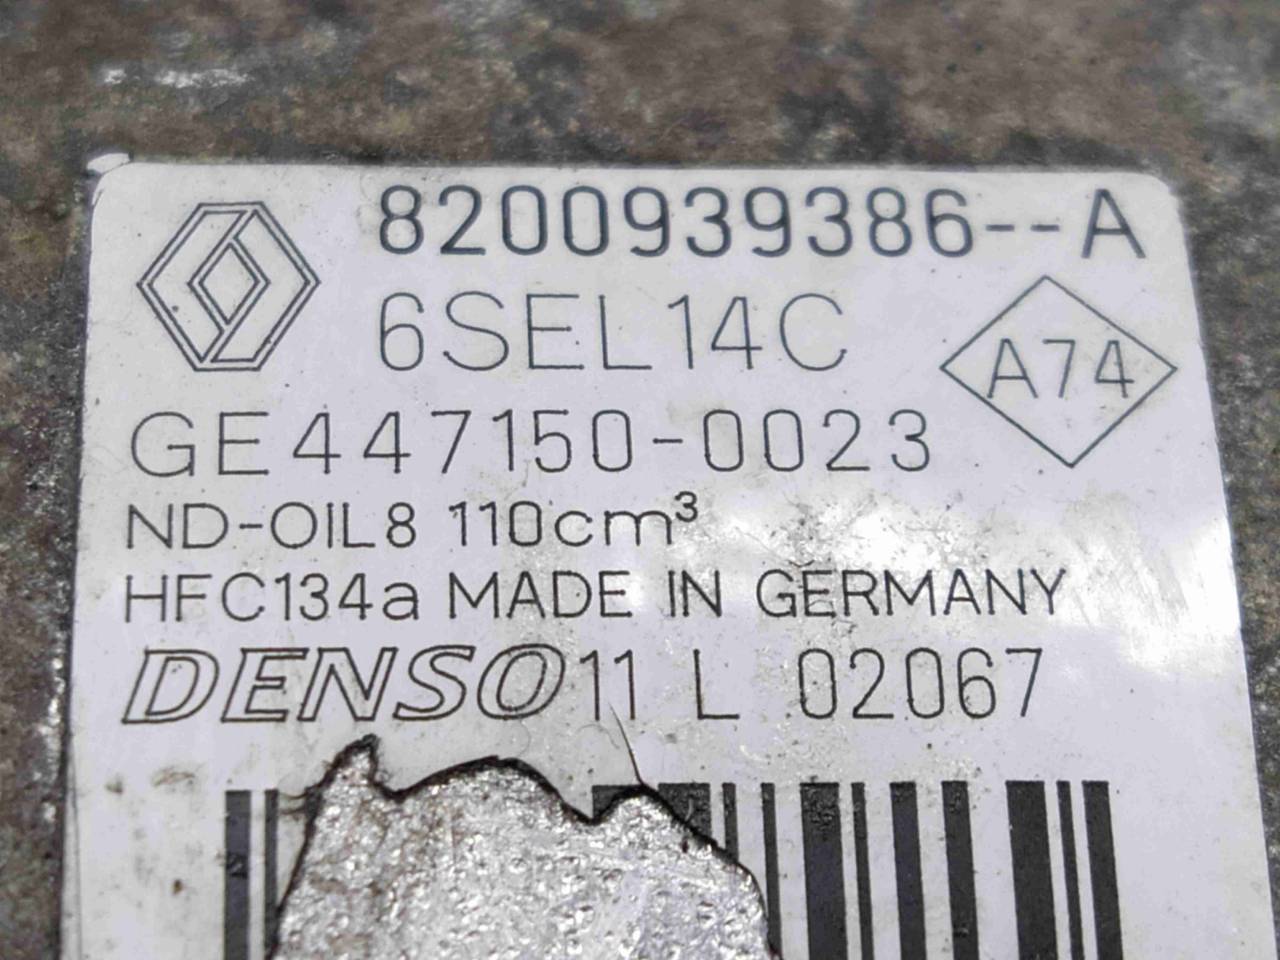 8200939386--A
6SEL14C
A74
GE447150-0023
ND-OIL8 110cm³
HFC134a MADE IN GERMANY
DENSO 11 L 02067